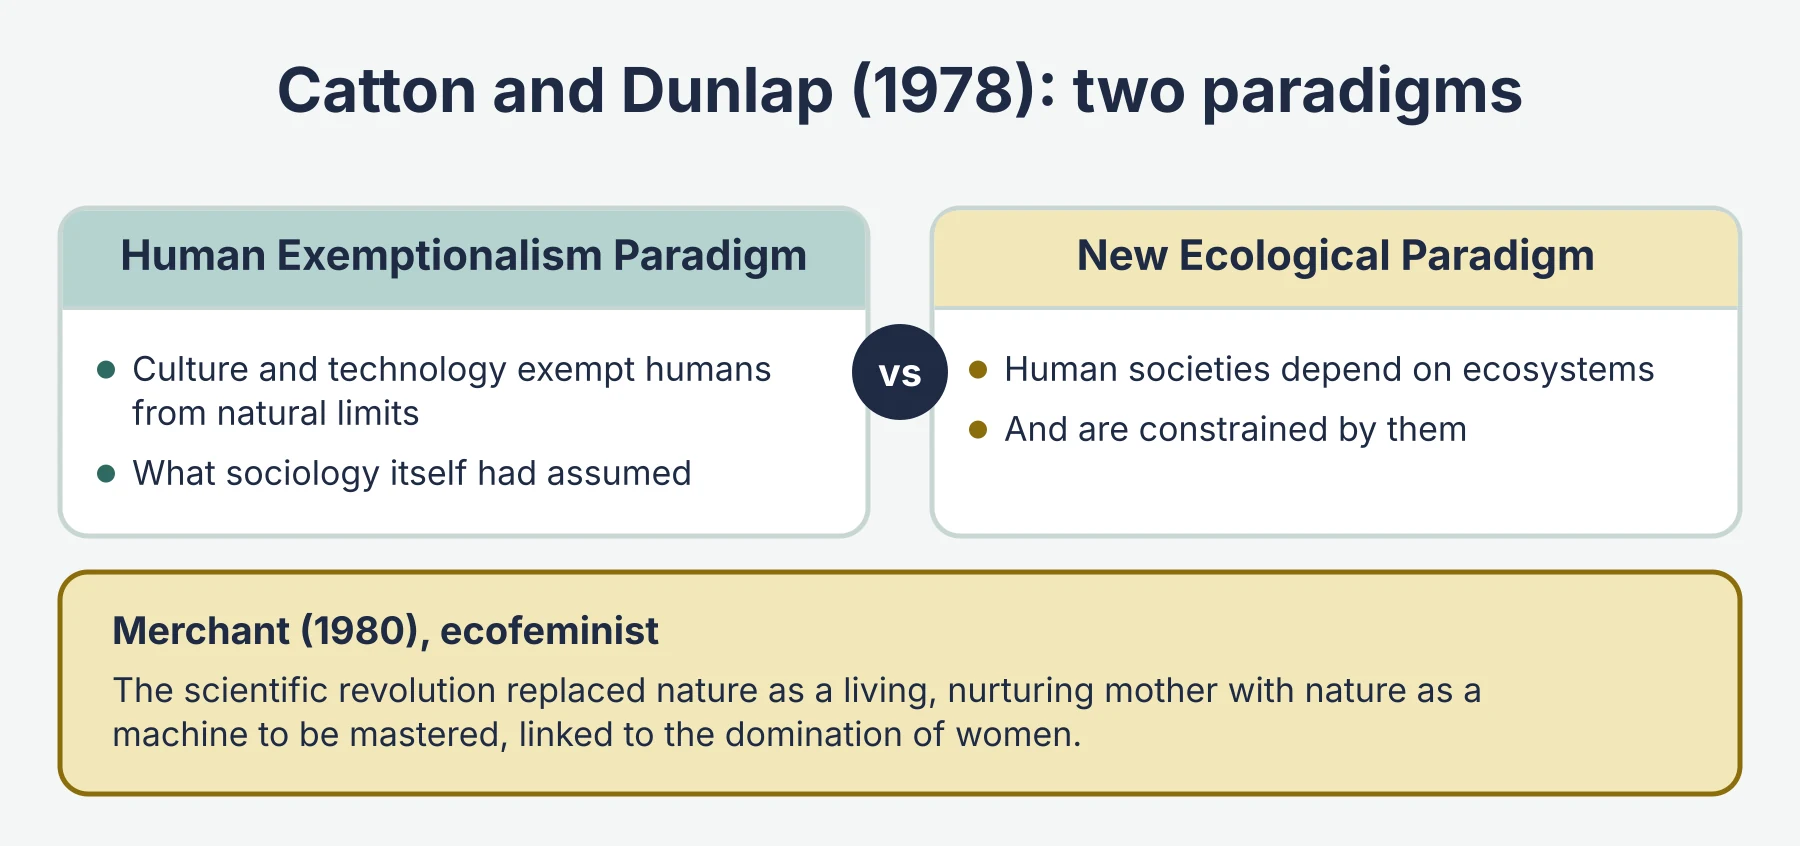 Catton and Dunlap (1978): two paradigms
Human Exemptionalism Paradigm
Culture and technology exempt humans
from natural limits
What sociology itself had assumed
vs
New Ecological Paradigm
Human societies depend on ecosystems
And are constrained by them
Merchant (1980), ecofeminist
The scientific revolution replaced nature as a living, nurturing mother with nature as a
machine to be mastered, linked to the domination of women.